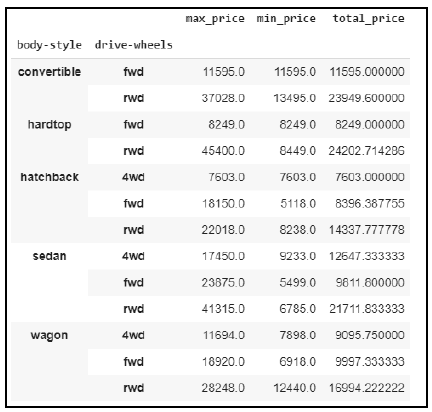 max_price min_price total_price
body-style drive-wheels
convertible fwd 11595.0 11595.0 11595.000000
rwd 37028.0 13495.0 23949.600000
hardtop fwd 8249.0 8249.0 8249.000000
rwd 45400.0 8449.0 24202.714286
hatchback 4wd 7603.0 7603.0 7603.000000
fwd 18150.0 5118.0 8396.387755
rwd 22018.0 8238.0 14337.777778
sedan 4wd 17450.0 9233.0 12647.333333
fwd 23875.0 5499.0 9811.800000
rwd 41315.0 6785.0 21711.833333
wagon 4wd 11694.0 7898.0 9095.750000
fwd 18920.0 6918.0 9997.333333
rwd 28248.0 12440.0 16994.222222